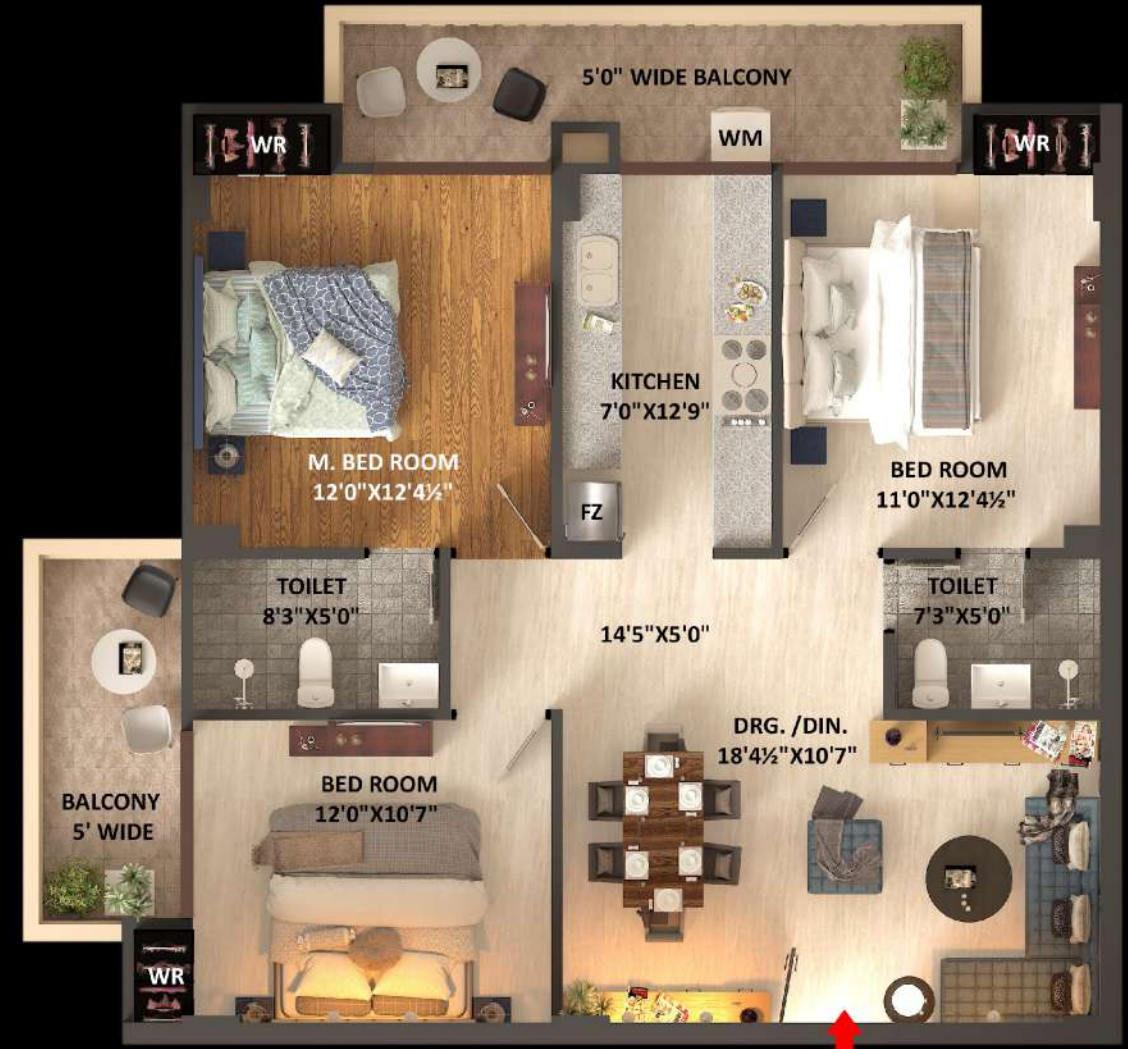 5'0" WIDE BALCONY
WM
WR
WR
KITCHEN
7'0"X12'9"
M. BED ROOM
12'0"X12'4½"
BED ROOM
11'0"X12'4½"
FZ
TOILET
8'3"X5'0"
TOILET
7'3"X5'0"
14'5"X5'0"
DRG. /DIN.
18'4½"X10'7"
BED ROOM
12'0"X10'7"
BALCONY
5' WIDE
WR